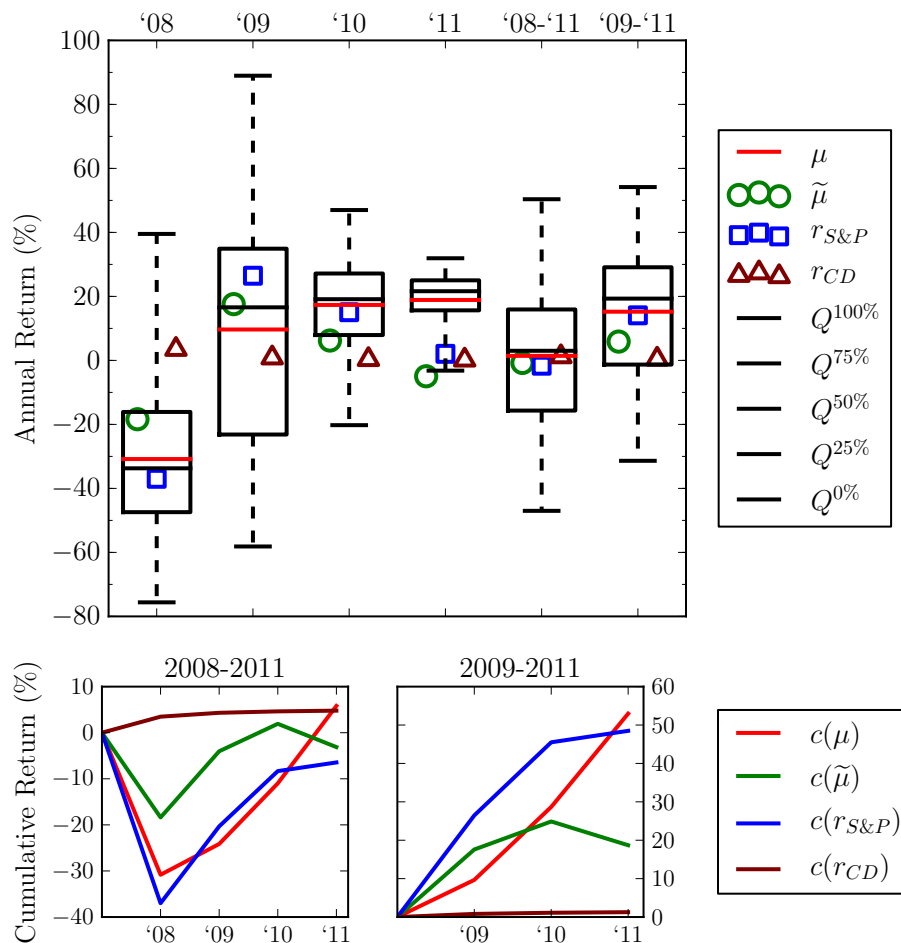 ‘08 ‘09 ‘10 ‘11 ‘08-‘11 ‘09-‘11
Annual Return (%)
100
80
60
40
20
0
−20
−40
−60
−80
μ
μ̃
r_{S&P}
r_{CD}
Q^{100%}
Q^{75%}
Q^{50%}
Q^{25%}
Q^{0%}
2008-2011
Cumulative Return (%)
10
0
−10
−20
−30
−40
‘08 ‘09 ‘10 ‘11
2009-2011
60
50
40
30
20
10
0
‘09 ‘10 ‘11
c(μ)
c(μ̃)
c(r_{S&P})
c(r_{CD})